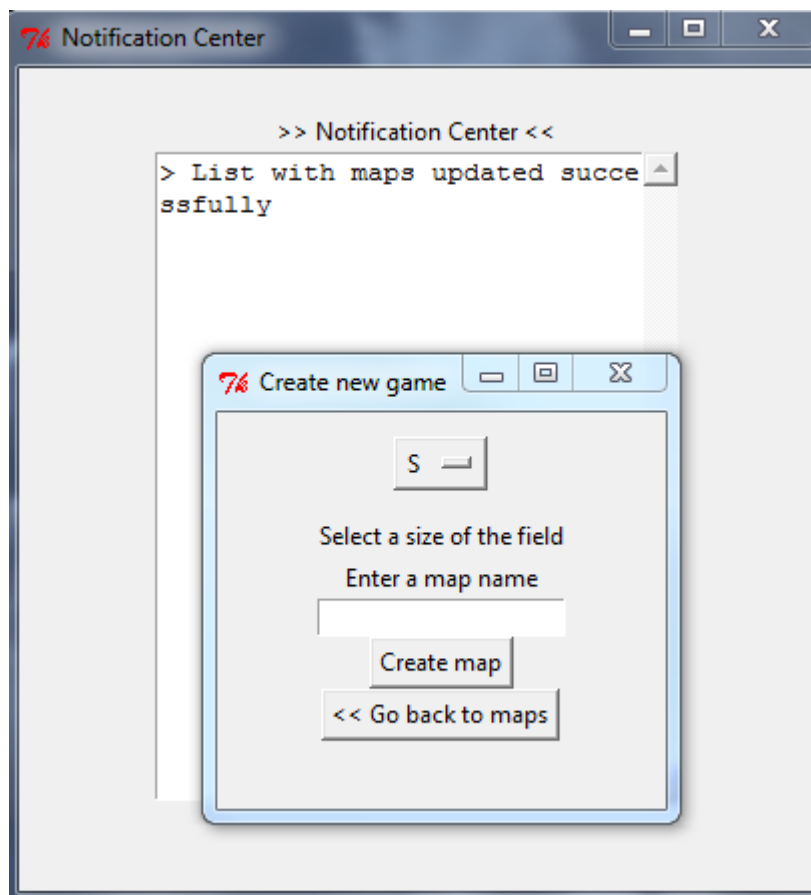 Notification Center
>> Notification Center <<
> List with maps updated succe
ssfully
Create new game
S
Select a size of the field
Enter a map name
Create map
<< Go back to maps